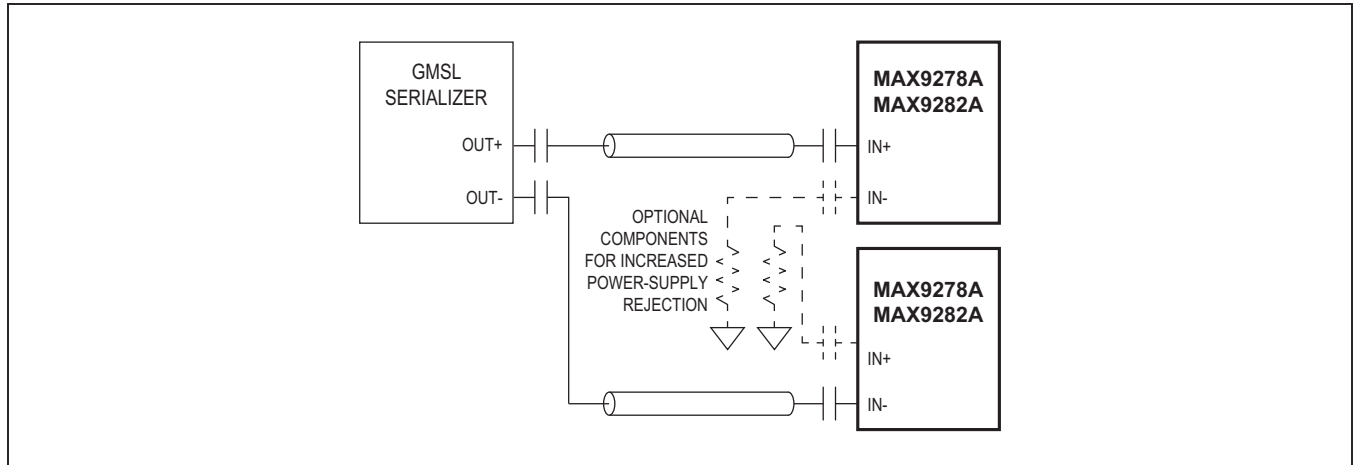 GMSL
SERIALIZER
OUT+
OUT-
MAX9278A
MAX9282A
IN+
IN-
OPTIONAL
COMPONENTS
FOR INCREASED
POWER-SUPPLY
REJECTION
MAX9278A
MAX9282A
IN+
IN-